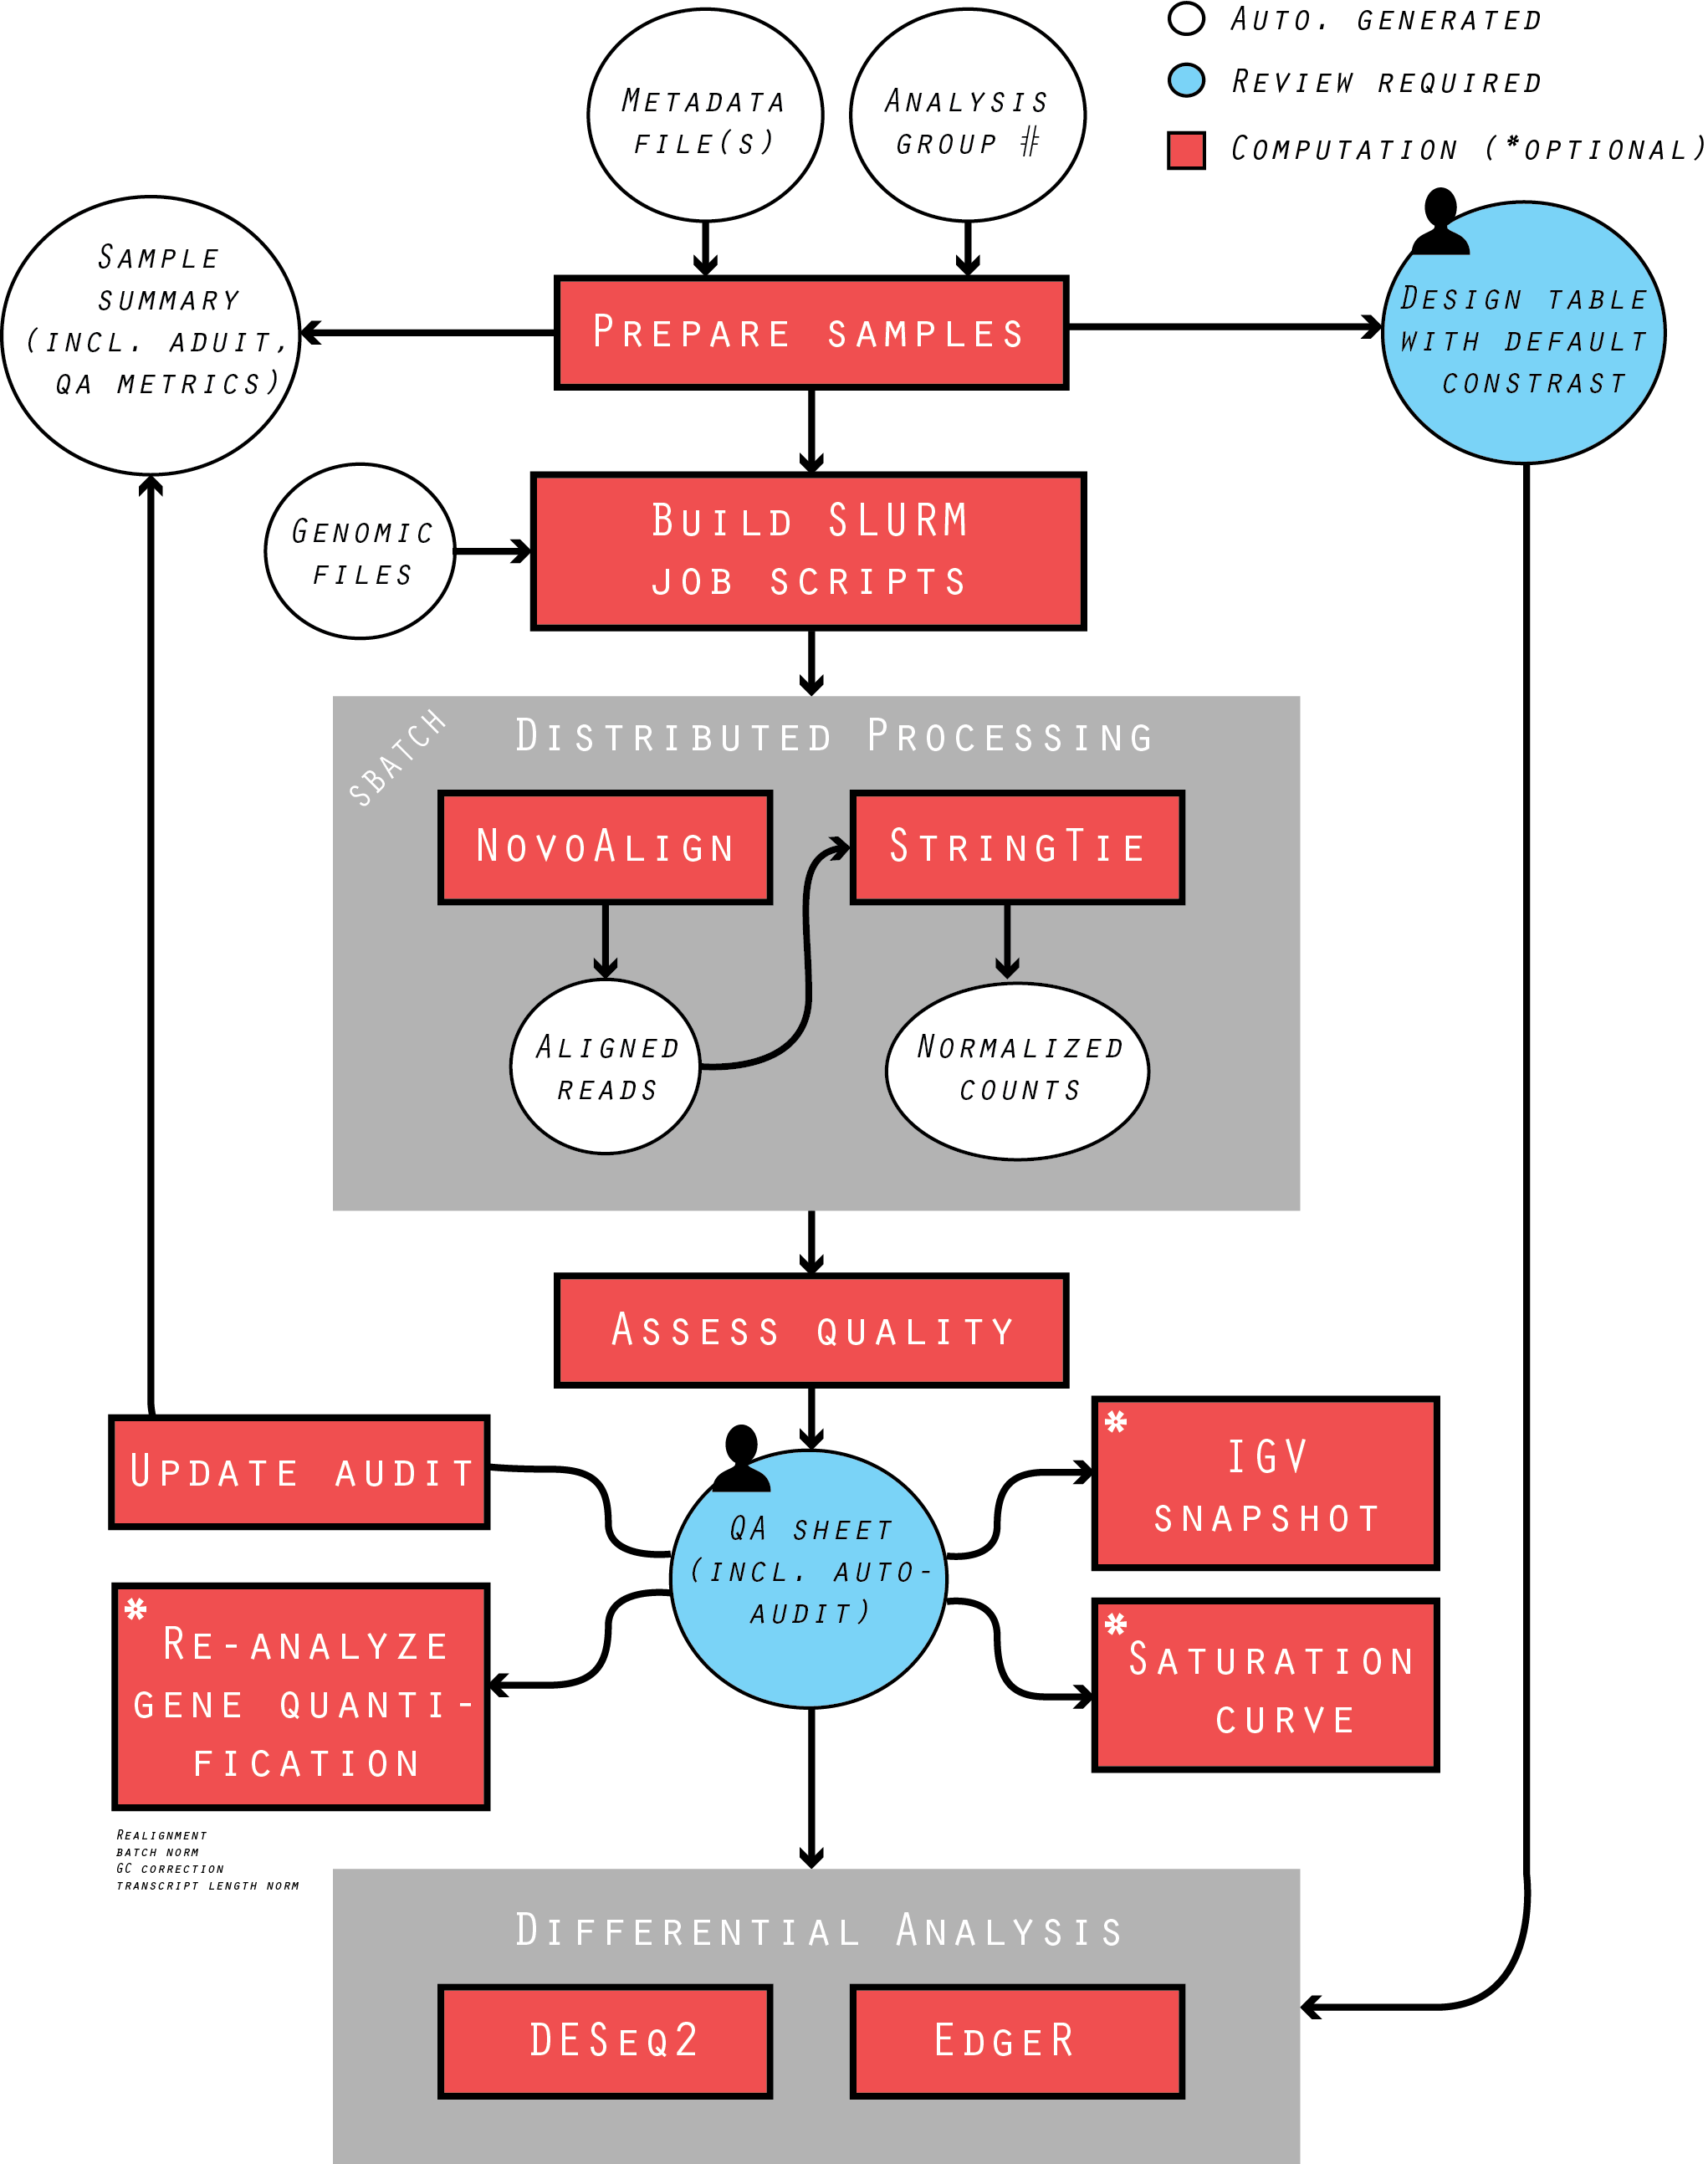 Auto. generated
Review required
Computation (*optional)
Metadata
file(s)
Analysis
group #
Sample
summary
(incl. aduit,
QA metrics)
Prepare samples
Design table
with default
constrast
Genomic
files
Build SLURM
job scripts
SBATCH
Distributed Processing
NovoAlign
StringTie
Aligned
reads
Normalized
counts
Assess quality
Update audit
QA sheet
(incl. auto-
audit)
*
IGV
snapshot
*
Re-analyze
gene quanti-
fication
*
Saturation
curve
Realignment
batch norm
GC correction
transcript length norm
Differential Analysis
DESeq2
EdgeR